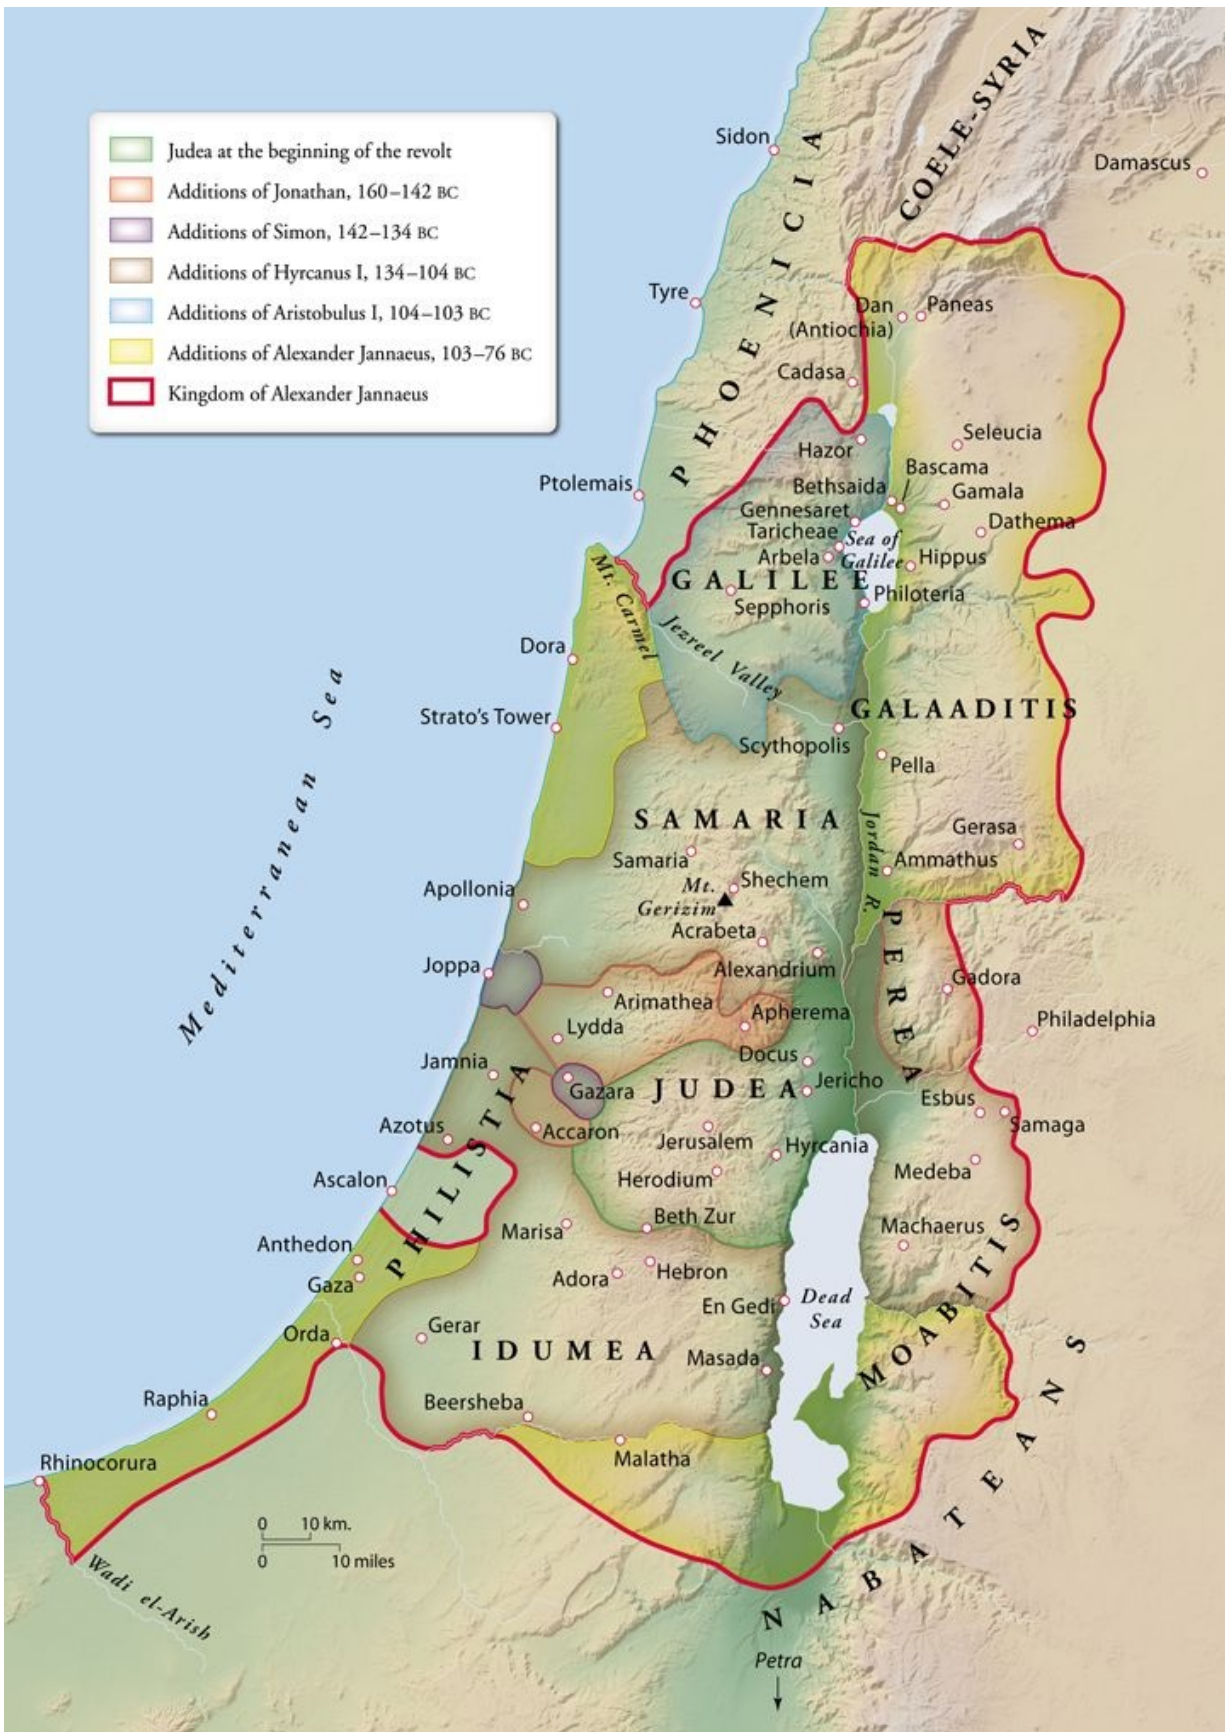 Judea at the beginning of the revolt
Additions of Jonathan, 160–142 BC
Additions of Simon, 142–134 BC
Additions of Hyrcanus I, 134–104 BC
Additions of Aristobulus I, 104–103 BC
Additions of Alexander Jannaeus, 103–76 BC
Kingdom of Alexander Jannaeus
COELE-SYRIA
Sidon
Damascus
PHOENICIA
Tyre
Dan
(Antiochia)
Paneas
Cadasa
Seleucia
Hazor
Bascama
Ptolemais
Bethsaida
Gamala
Gennesaret
Taricheae
Dathema
Sea of
Galilee
Arbela
Hippus
GALILEE
Mt. Carmel
Sepphoris
Philoteria
Jezreel Valley
Dora
Mediterranean Sea
Strato's Tower
GALAADITIS
Scythopolis
Pella
SAMARIA
Jordan R.
Gerasa
Samaria
Ammathus
Apollonia
Mt.
Gerizim
Shechem
Acrabeta
PEREA
Joppa
Alexandrium
Gadora
Arimathea
Apherema
Lydda
Philadelphia
Jamnia
Docus
Gazara
JUDEA
Jericho
Esbus
Samaga
Azotus
Accaron
Jerusalem
Hyrcania
PHILISTIA
Ascalon
Herodium
Medeba
Marisa
Beth Zur
Machaerus
Anthedon
Gaza
Adora
Hebron
En Gedi
Dead
Sea
MOABITIS
Orda
Gerar
IDUMEA
Masada
Raphia
Beersheba
Malatha
Rhinocorura
NABATEANS
0 10 km.
0 10 miles
Wadi el-Arish
Petra